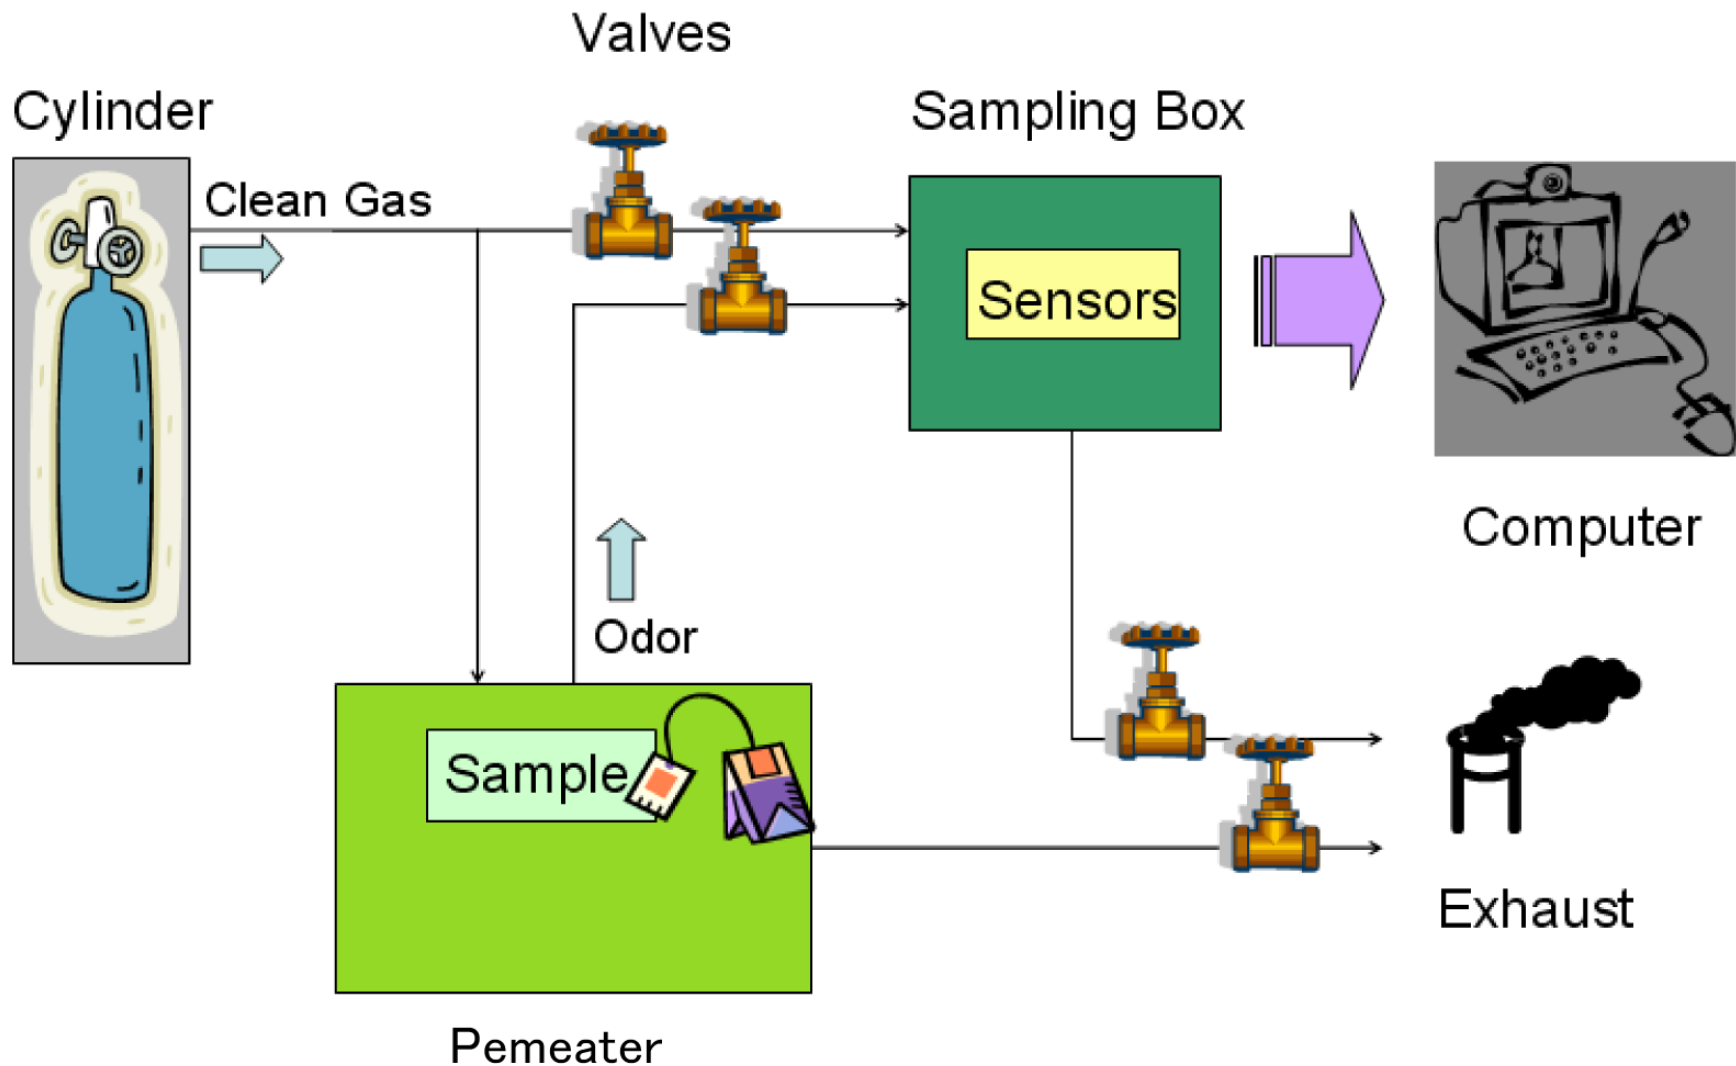 Valves
Cylinder
Sampling Box
Clean Gas
Sensors
Computer
Odor
Sample
Exhaust
Pemeater